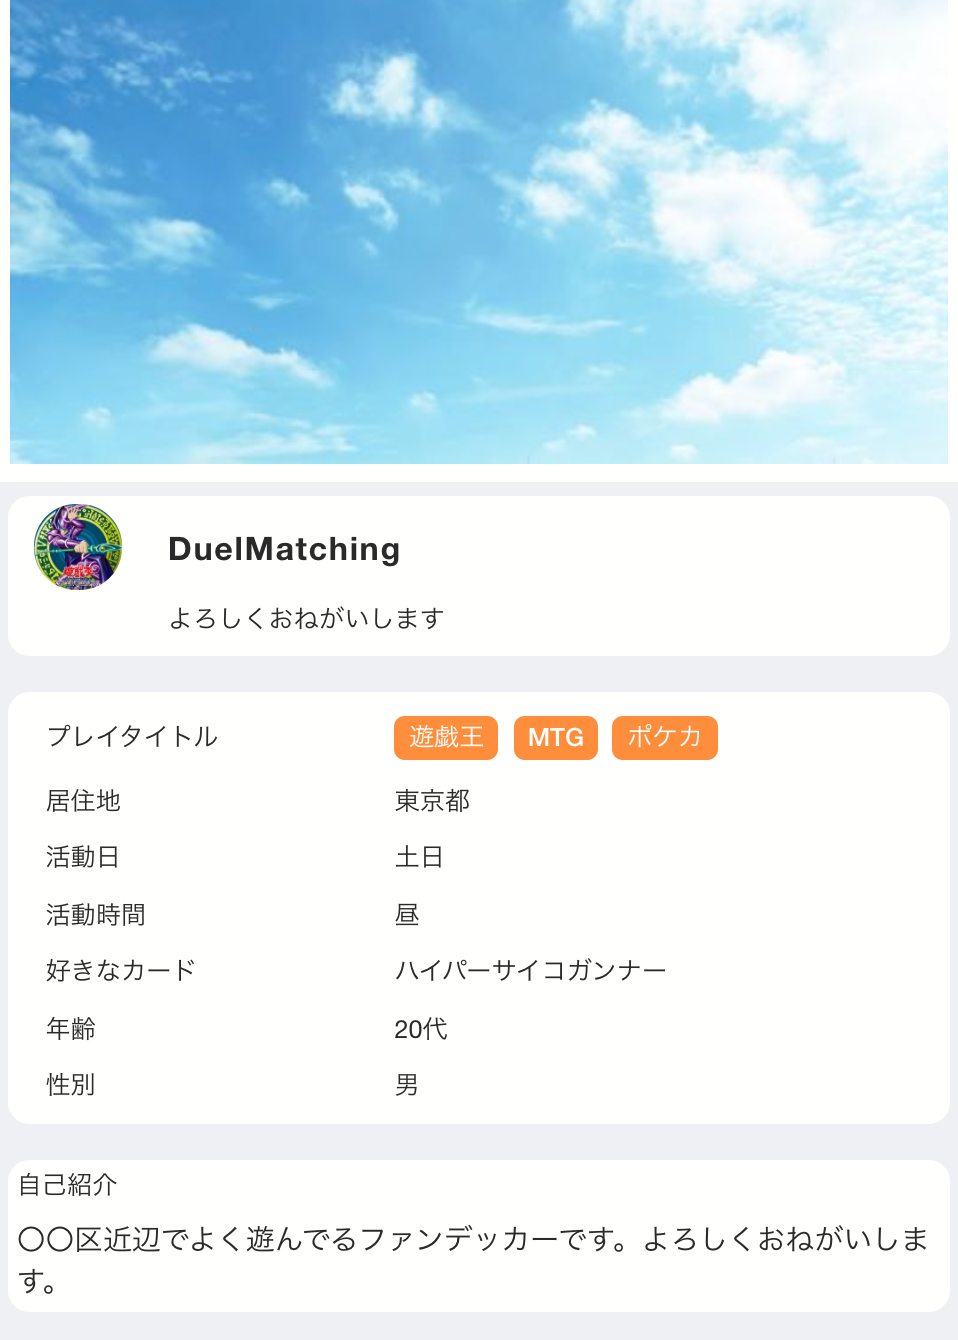 DuelMatching
よろしくおねがいします
プレイタイトル 遊戯王 MTG ポケカ
居住地 東京都
活動日 土日
活動時間 昼
好きなカード ハイパーサイコガンナー
年齢 20代
性別 男
自己紹介
〇〇区近辺でよく遊んでるファンデッカーです。よろしくおねがいしま
す。